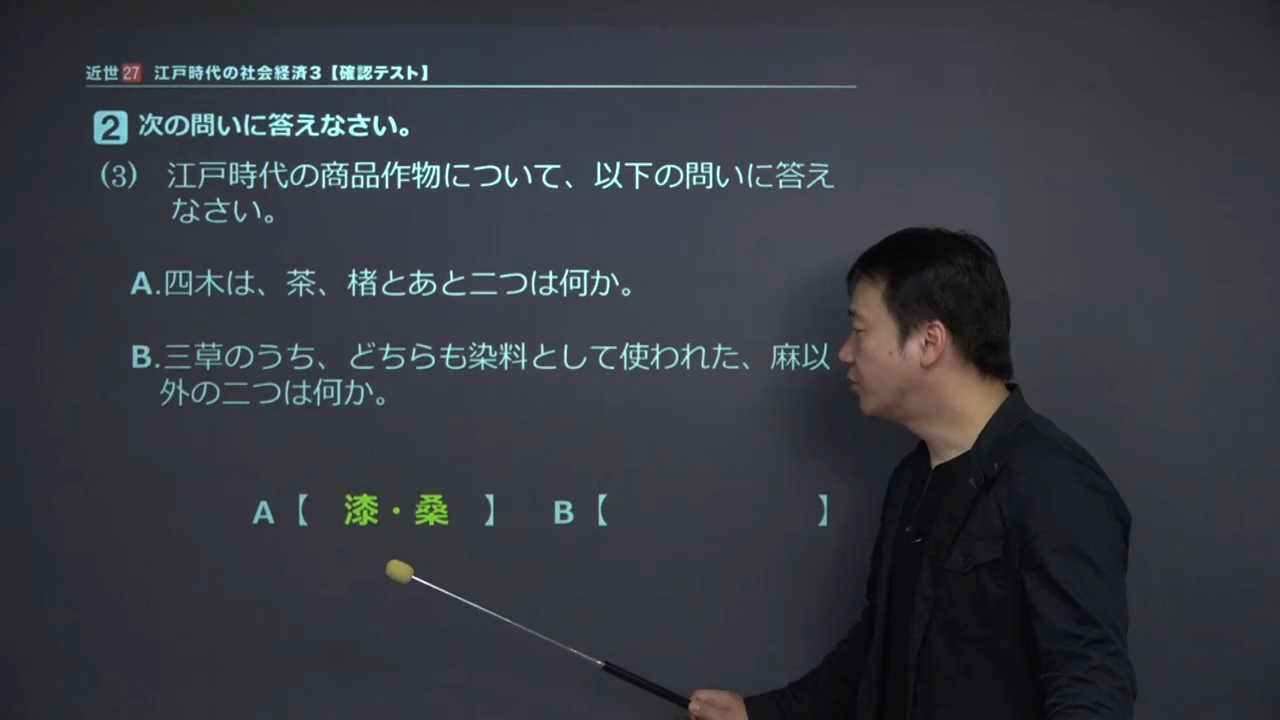 近世27 江戸時代の社会経済3【確認テスト】
2 次の問いに答えなさい。
(3) 江戸時代の商品作物について、以下の問いに答え
なさい。
A.四木は、茶、楮とあと二つは何か。
B.三草のうち、どちらも染料として使われた、麻以
外の二つは何か。
A【 漆・桑 】 B【 】